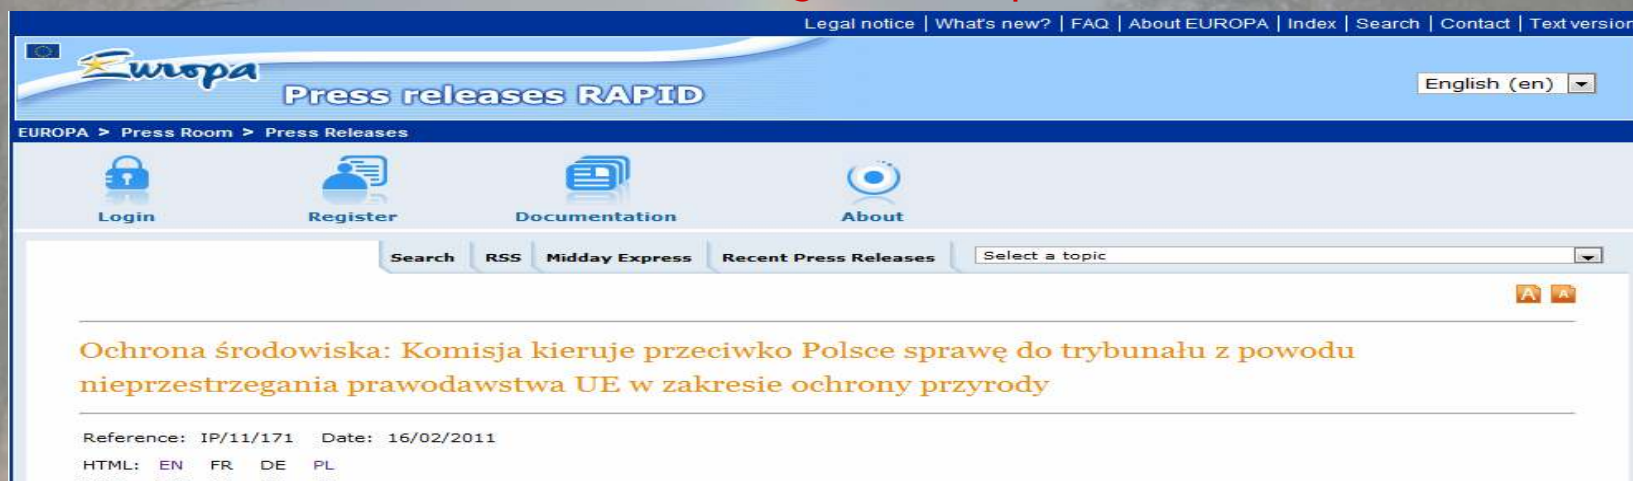 Legal notice | What's new? | FAQ | About EUROPA | Index | Search | Contact | Text version
Europa
Press releases RAPID
English (en)
EUROPA > Press Room > Press Releases
Login Register Documentation About
Search RSS Midday Express Recent Press Releases Select a topic
A A
Ochrona środowiska: Komisja kieruje przeciwko Polsce sprawę do trybunału z powodu
nieprzestrzegania prawodawstwa UE w zakresie ochrony przyrody
Reference: IP/11/171 Date: 16/02/2011
HTML: EN FR DE PL